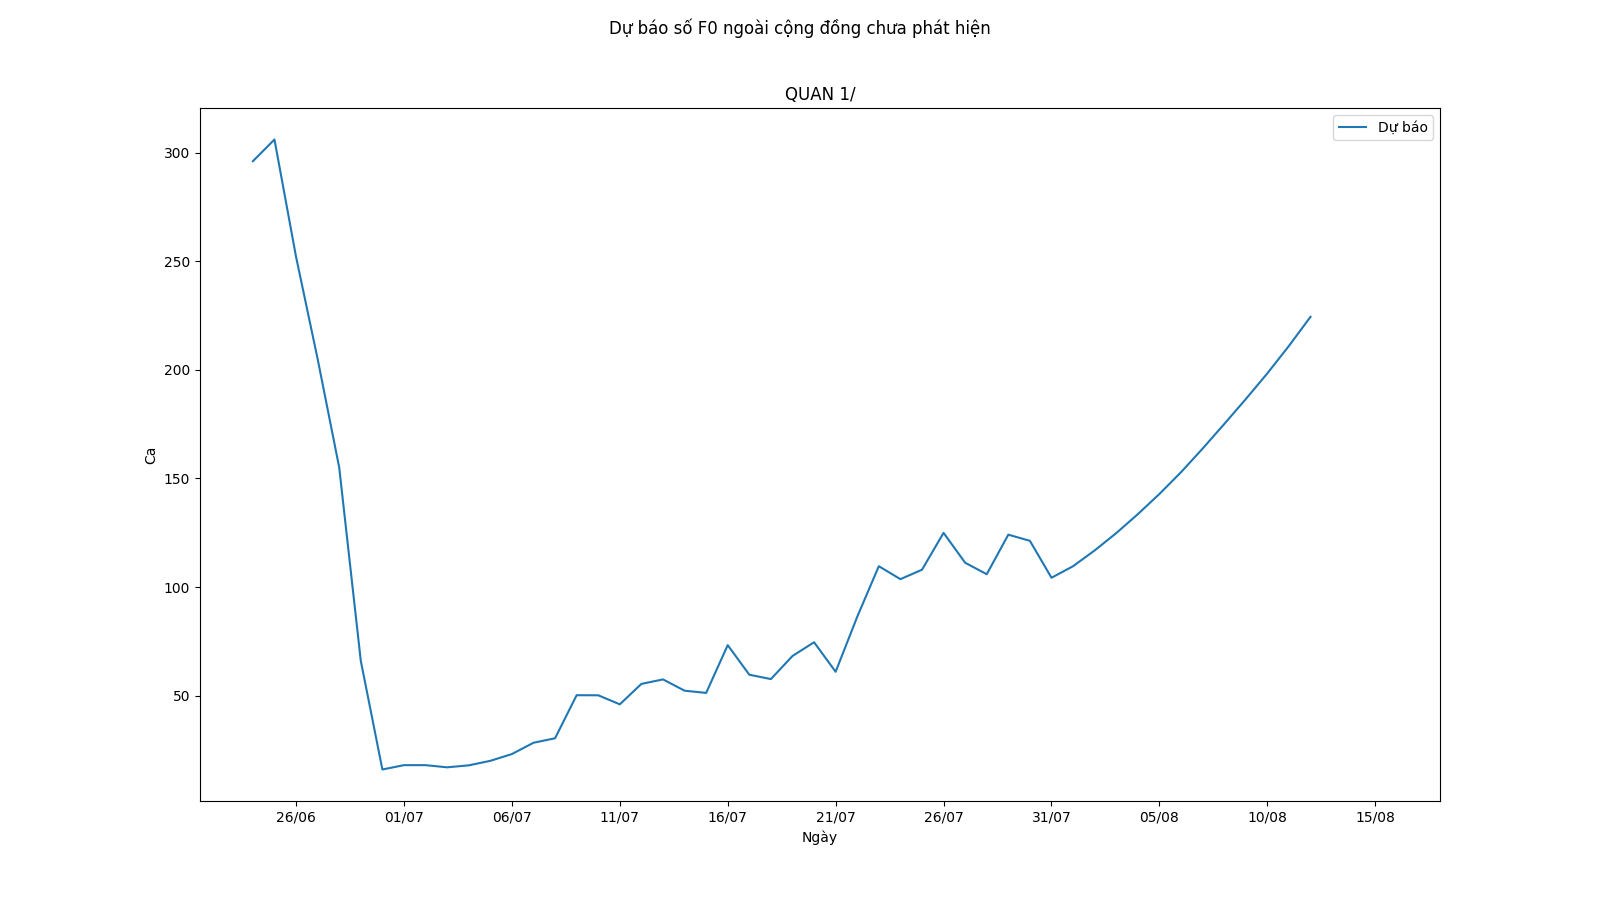 Dự báo số F0 ngoài cộng đồng chưa phát hiện
QUAN 1/
Dự báo
300
250
200
150
100
50
Ca
26/06 01/07 06/07 11/07 16/07 21/07 26/07 31/07 05/08 10/08 15/08
Ngày